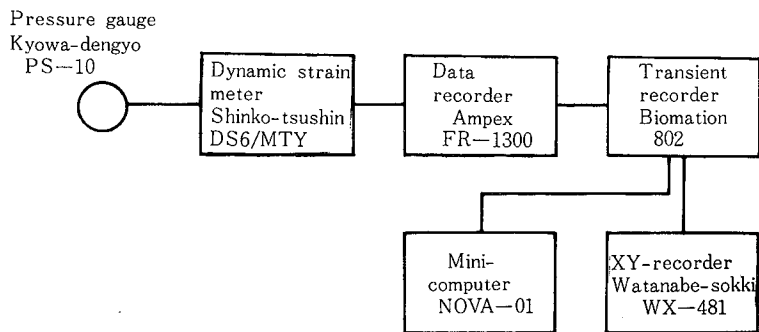 Pressure gauge
Kyowa-dengyo
PS-10
Dynamic strain
meter
Shinko-tsushin
DS6/MTY
Data
recorder
Ampex
FR-1300
Transient
recorder
Biomation
802
Mini-
computer
NOVA-01
XY-recorder
Watanabe-sokki
WX-481